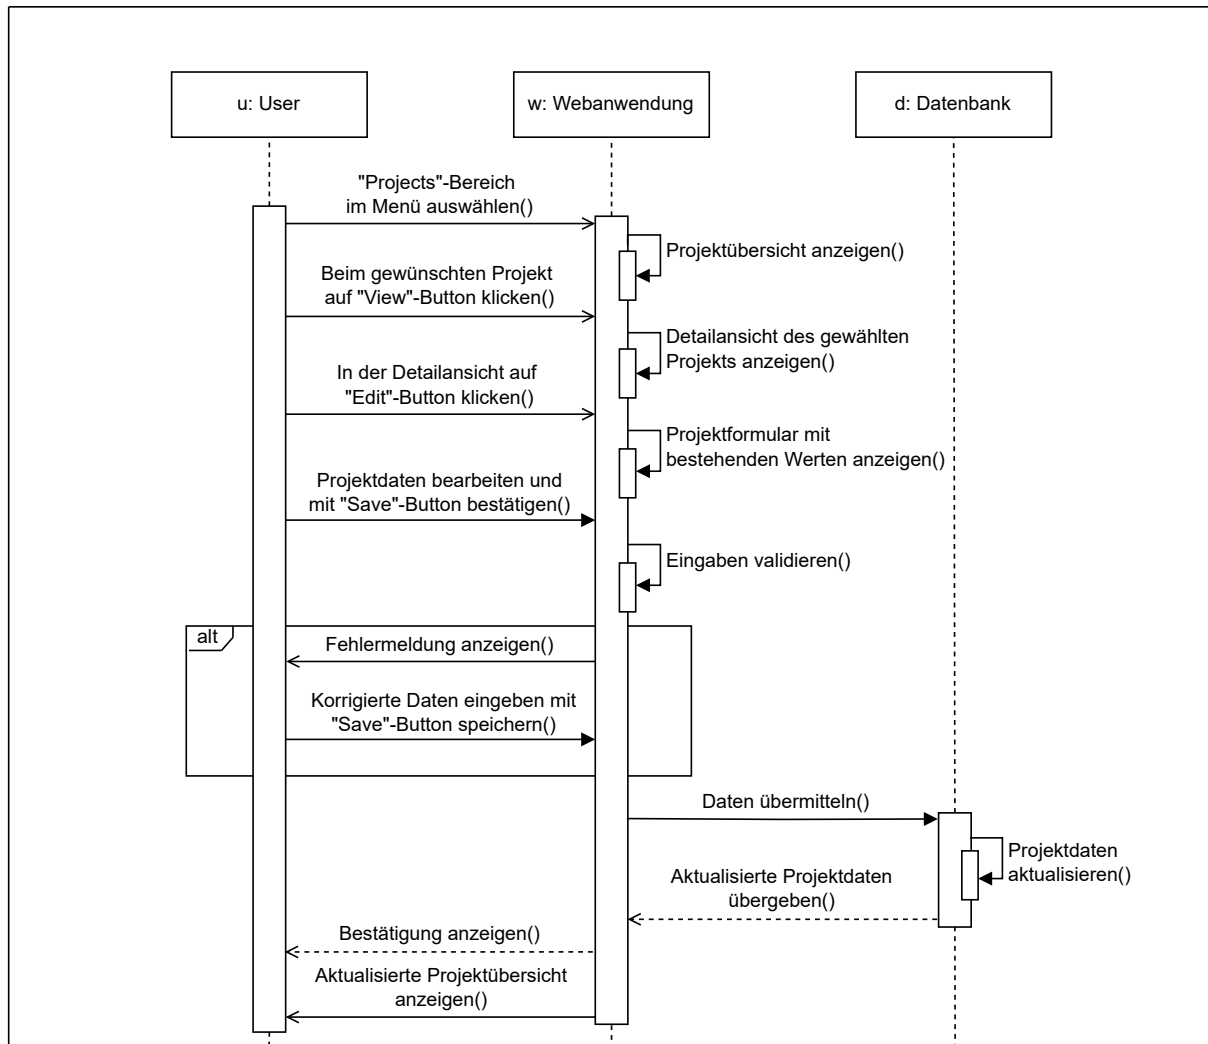 u: User
w: Webanwendung
d: Datenbank
"Projects"-Bereich
im Menü auswählen()
Projektübersicht anzeigen()
Beim gewünschten Projekt
auf "View"-Button klicken()
Detailansicht des gewählten
Projekts anzeigen()
In der Detailansicht auf
"Edit"-Button klicken()
Projektformular mit
bestehenden Werten anzeigen()
Projektdaten bearbeiten und
mit "Save"-Button bestätigen()
Eingaben validieren()
alt
Fehlermeldung anzeigen()
Korrigierte Daten eingeben mit
"Save"-Button speichern()
Daten übermitteln()
Projektdaten
aktualisieren()
Aktualisierte Projektdaten
übergeben()
Bestätigung anzeigen()
Aktualisierte Projektübersicht
anzeigen()